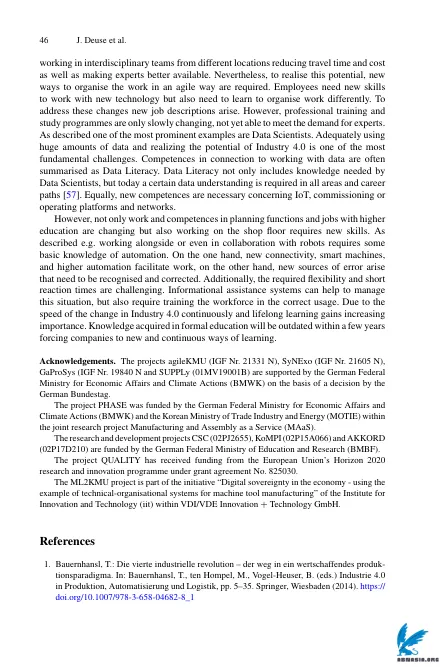 46 J. Deuse et al.
working in interdisciplinary teams from different locations reducing travel time and cost
as well as making experts better available. Nevertheless, to realise this potential, new
ways to organise the work in an agile way are required. Employees need new skills
to work with new technology but also need to learn to organise work differently. To
address these changes new job descriptions arise. However, professional training and
study programmes are only slowly changing, not yet able to meet the demand for experts.
As described one of the most prominent examples are Data Scientists. Adequately using
huge amounts of data and realizing the potential of Industry 4.0 is one of the most
fundamental challenges. Competences in connection to working with data are often
summarised as Data Literacy. Data Literacy not only includes knowledge needed by
Data Scientists, but today a certain data understanding is required in all areas and career
paths [57]. Equally, new competences are necessary concerning IoT, commissioning or
operating platforms and networks.
However, not only work and competences in planning functions and jobs with higher
education are changing but also working on the shop floor requires new skills. As
described e.g. working alongside or even in collaboration with robots requires some
basic knowledge of automation. On the one hand, new connectivity, smart machines,
and higher automation facilitate work, on the other hand, new sources of error arise
that need to be recognised and corrected. Additionally, the required flexibility and short
reaction times are challenging. Informational assistance systems can help to manage
this situation, but also require training the workforce in the correct usage. Due to the
speed of the change in Industry 4.0 continuously and lifelong learning gains increasing
importance. Knowledge acquired in formal education will be outdated within a few years
forcing companies to new and continuous ways of learning.
Acknowledgements. The projects agileKMU (IGF Nr. 21331 N), SyNExo (IGF Nr. 21605 N),
GaProSys (IGF Nr. 19840 N and SUPPLy (01MV19001B) are supported by the German Federal
Ministry for Economic Affairs and Climate Actions (BMWK) on the basis of a decision by the
German Bundestag.
The project PHASE was funded by the German Federal Ministry for Economic Affairs and
Climate Actions (BMWK) and the Korean Ministry of Trade Industry and Energy (MOTIE) within
the joint research project Manufacturing and Assembly as a Service (MAaS).
The research and development projects CSC (02PJ2655), KoMPI (02P15A066) and AKKORD
(02P17D210) are funded by the German Federal Ministry of Education and Research (BMBF).
The project QUALITY has received funding from the European Union's Horizon 2020
research and innovation programme under grant agreement No. 825030.
The ML2KMU project is part of the initiative "Digital sovereignty in the economy - using the
example of technical-organisational systems for machine tool manufacturing" of the Institute for
Innovation and Technology (iit) within VDI/VDE Innovation + Technology GmbH.
References
1. Bauernhansl, T.: Die vierte industrielle revolution – der weg in ein wertschaffendes produk-
tionsparadigma. In: Bauernhansl, T., ten Hompel, M., Vogel-Heuser, B. (eds.) Industrie 4.0
in Produktion, Automatisierung und Logistik, pp. 5–35. Springer, Wiesbaden (2014). https://
doi.org/10.1007/978-3-658-04682-8_1